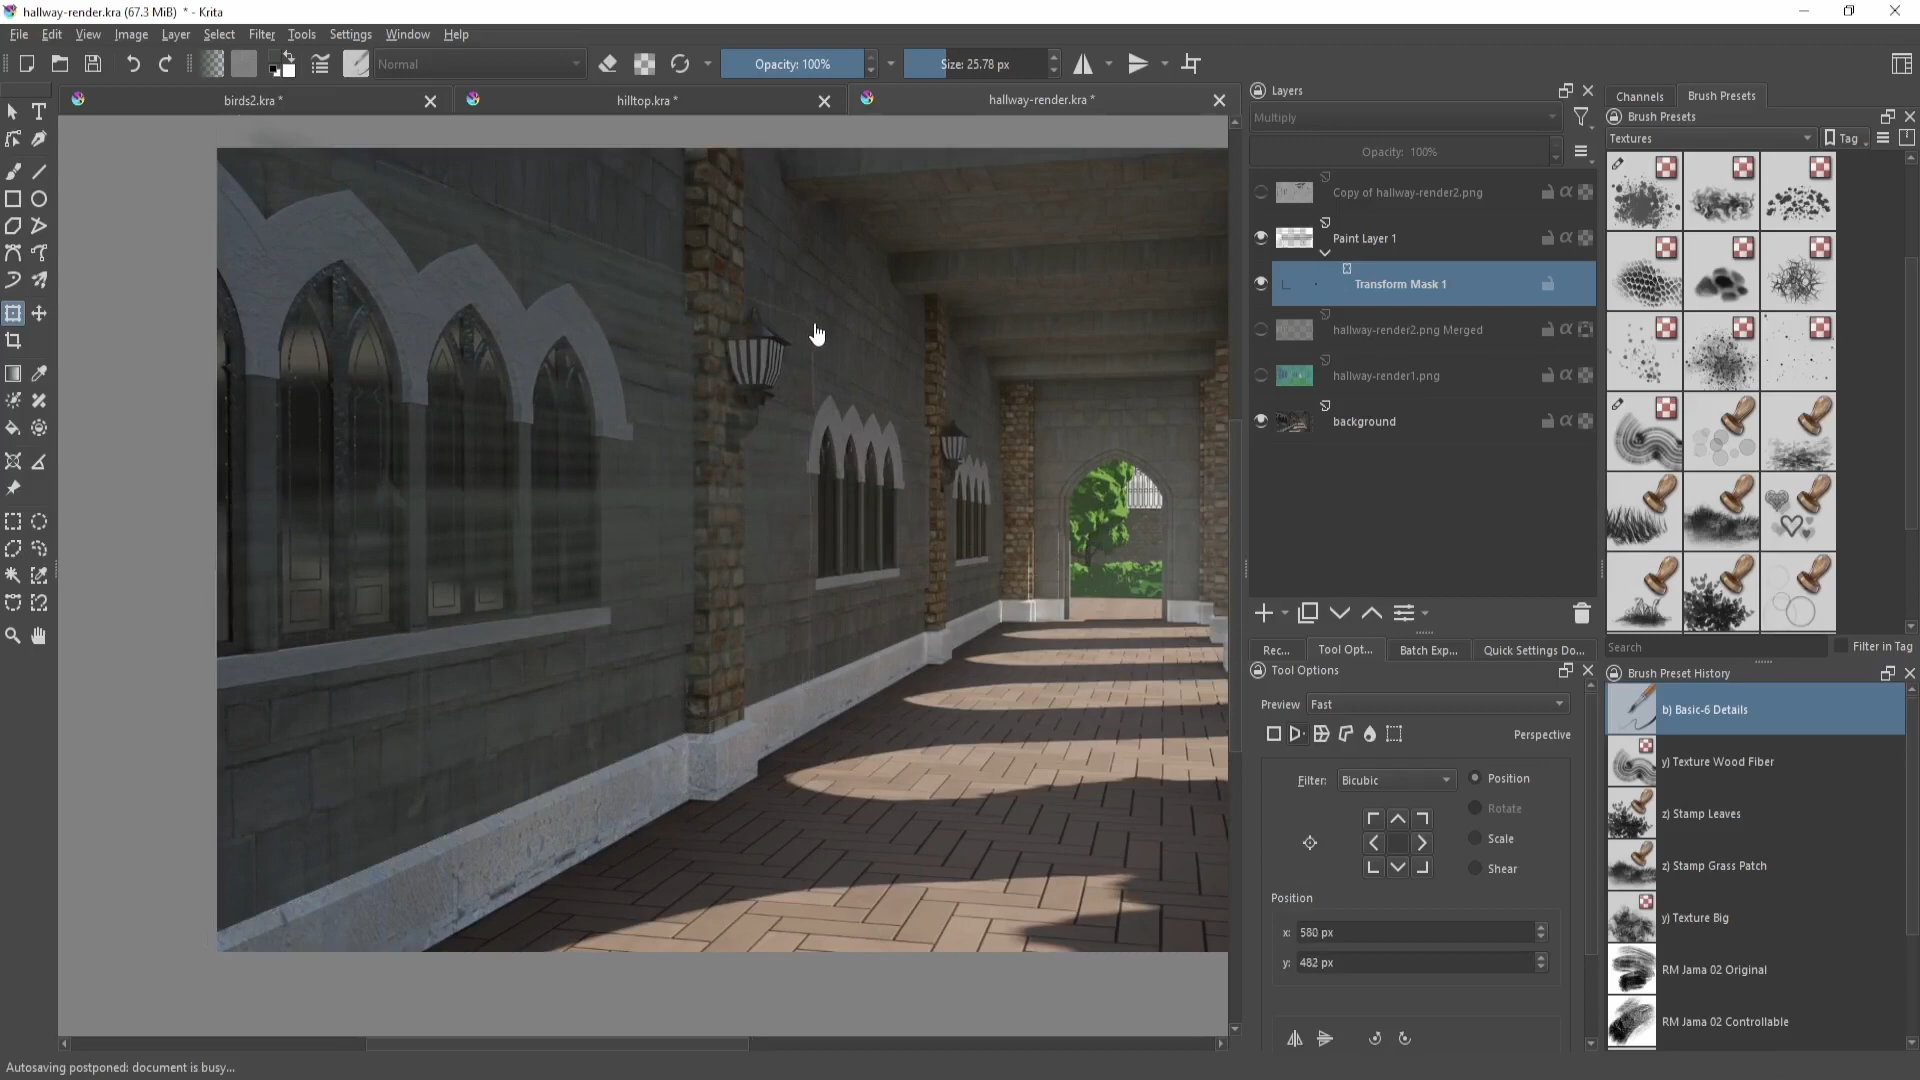 hallway-render.kra (67.3 MiB)  * - Krita
File Edit View Image Layer Select Filter Tools Settings Window Help
Normal
Opacity: 100%
Size: 25.78 px
birds2.kra *
hilltop.kra *
hallway-render.kra *
Layers
Multiply
Opacity:  100%
Copy of hallway-render2.png
Paint Layer 1
Transform Mask 1
hallway-render2.png Merged
hallway-render1.png
background
Rec...
Tool Opt...
Batch Exp...
Quick Settings Do...
Tool Options
Preview Fast
Perspective
Filter: Bicubic
Position
Rotate
Scale
Shear
Position
x: 580 px
y: 482 px
Channels
Brush Presets
Brush Presets
Textures
Tag
Search
Filter in Tag
Brush Preset History
b) Basic-6 Details
y) Texture Wood Fiber
z) Stamp Leaves
z) Stamp Grass Patch
y) Texture Big
RM Jama 02 Original
RM Jama 02 Controllable
Autosaving postponed: document is busy...